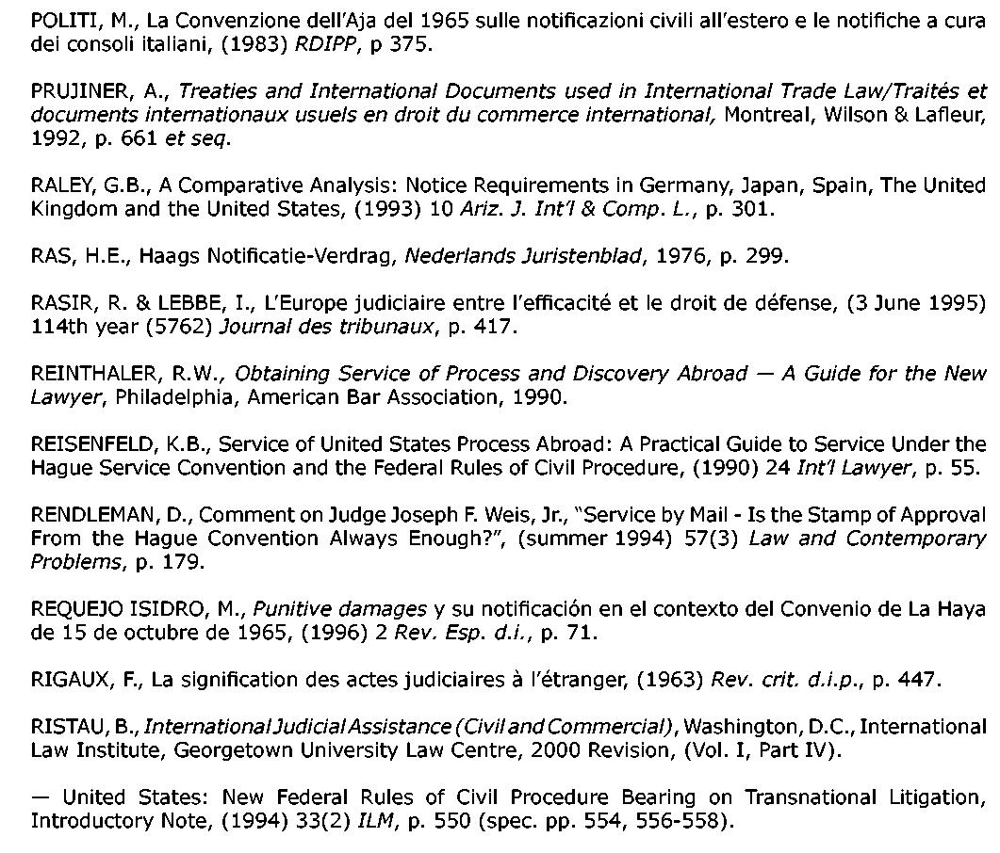 POLITI, M., La Convenzione dell'Aja del 1965 sulle notificazioni civili all'estero e le notifiche a cura
dei consoli italiani, (1983) RDIPP, p 375.
PRUJINER, A., Treaties and International Documents used in International Trade Law/Traités et
documents internationaux usuels en droit du commerce international, Montreal, Wilson & Lafleur,
1992, p. 661 et seq.
RALEY, G.B., A Comparative Analysis: Notice Requirements in Germany, Japan, Spain, The United
Kingdom and the United States, (1993) 10 Ariz. J. Int'l & Comp. L., p. 301.
RAS, H.E., Haags Notificatie-Verdrag, Nederlands Juristenblad, 1976, p. 299.
RASIR, R. & LEBBE, I., L'Europe judiciaire entre l'efficacité et le droit de défense, (3 June 1995)
114th year (5762) Journal des tribunaux, p. 417.
REINTHALER, R.W., Obtaining Service of Process and Discovery Abroad — A Guide for the New
Lawyer, Philadelphia, American Bar Association, 1990.
REISENFELD, K.B., Service of United States Process Abroad: A Practical Guide to Service Under the
Hague Service Convention and the Federal Rules of Civil Procedure, (1990) 24 Int'l Lawyer, p. 55.
RENDLEMAN, D., Comment on Judge Joseph F. Weis, Jr., “Service by Mail - Is the Stamp of Approval
From the Hague Convention Always Enough?”, (summer 1994) 57(3) Law and Contemporary
Problems, p. 179.
REQUEJO ISIDRO, M., Punitive damages y su notificación en el contexto del Convenio de La Haya
de 15 de octubre de 1965, (1996) 2 Rev. Esp. d.i., p. 71.
RIGAUX, F., La signification des actes judiciaires à l'étranger, (1963) Rev. crit. d.i.p., p. 447.
RISTAU, B., International Judicial Assistance (Civil and Commercial), Washington, D.C., International
Law Institute, Georgetown University Law Centre, 2000 Revision, (Vol. I, Part IV).
— United States: New Federal Rules of Civil Procedure Bearing on Transnational Litigation,
Introductory Note, (1994) 33(2) ILM, p. 550 (spec. pp. 554, 556-558).